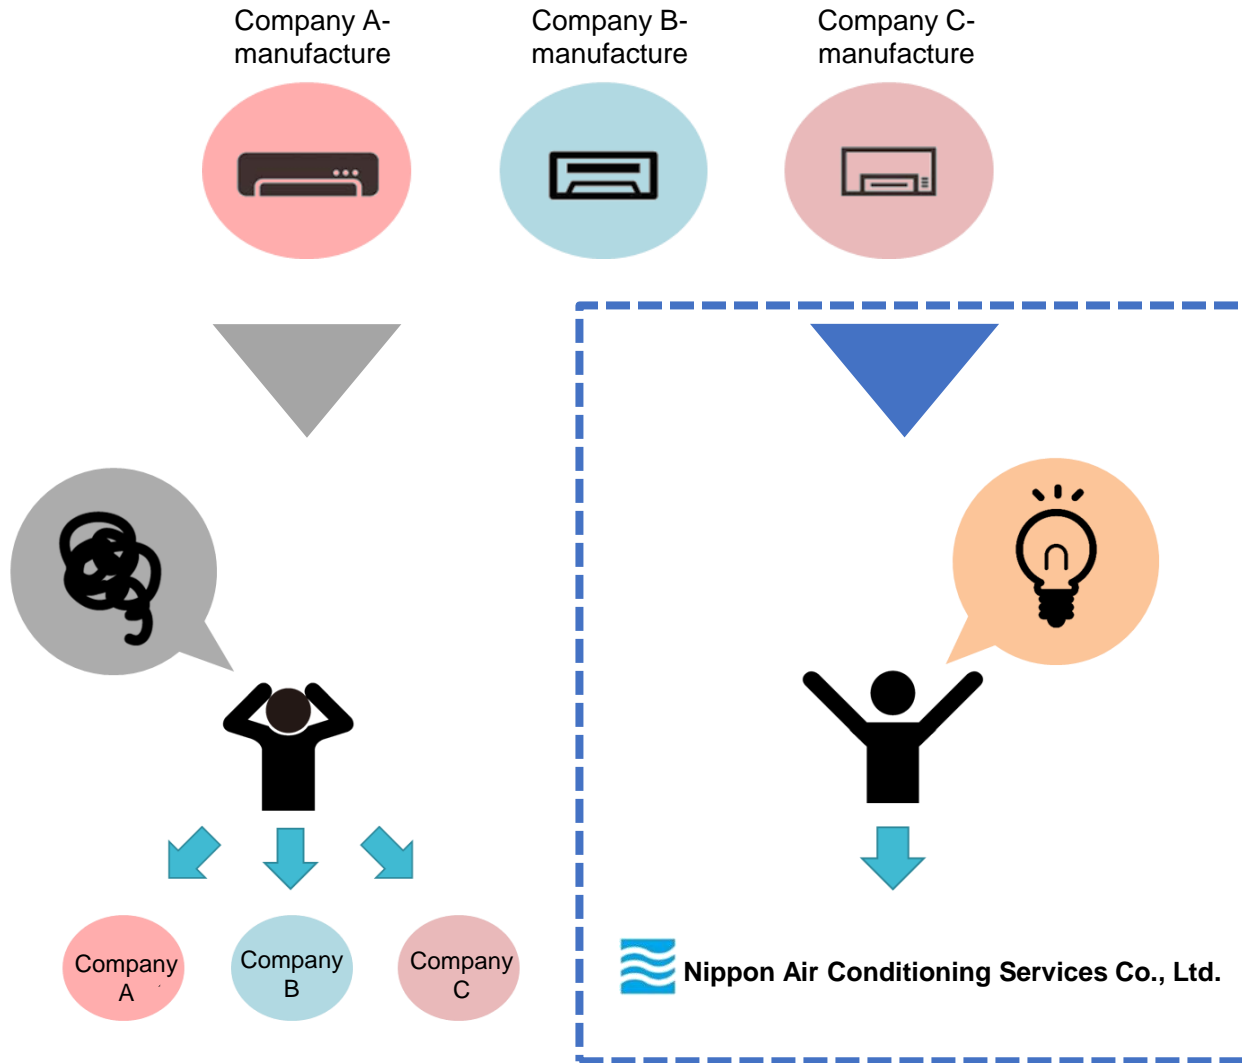 Company A-
manufacture
Company B-
manufacture
Company C-
manufacture
Company
A
Company
B
Company
C
Nippon Air Conditioning Services Co., Ltd.